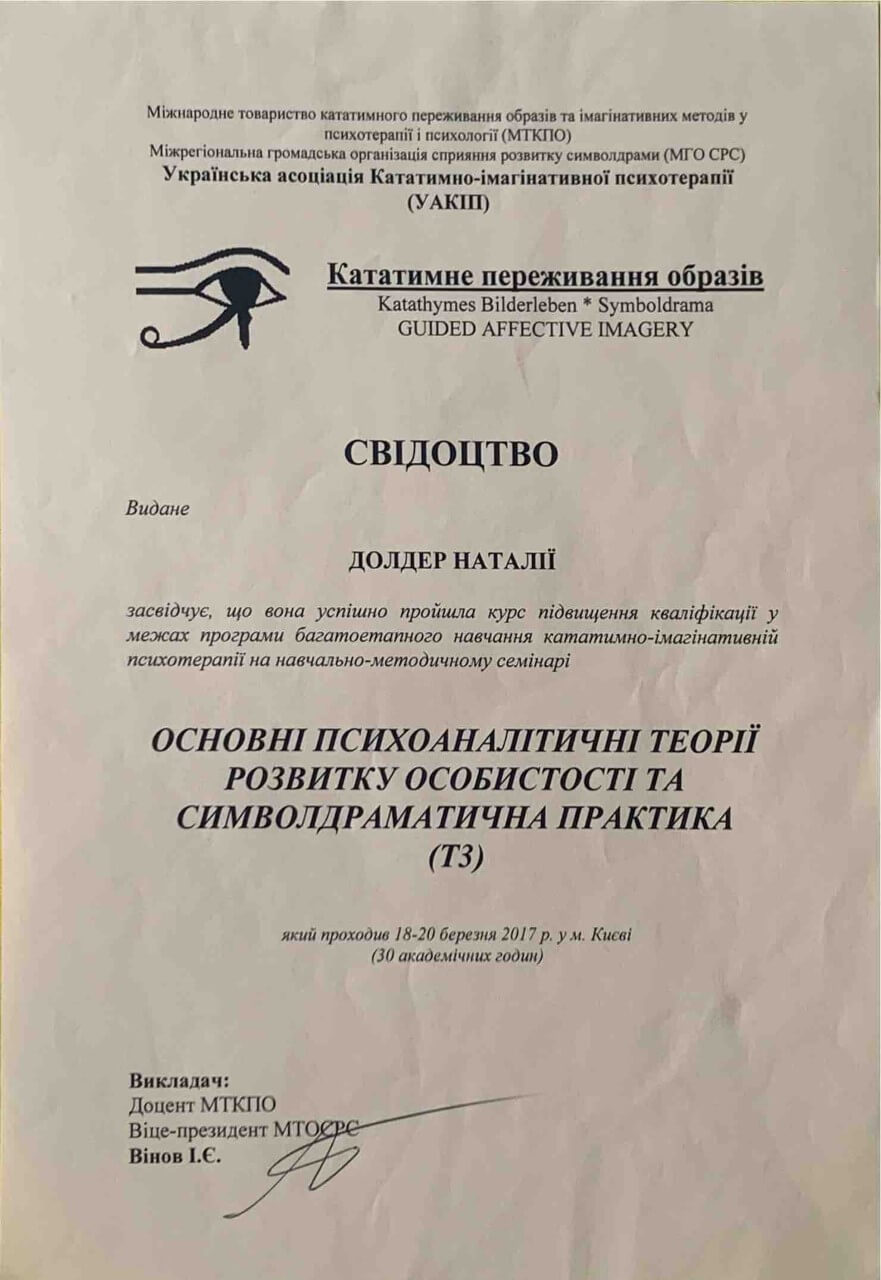 Міжнародне товариство кататимного переживання образів та імагінативних методів у
психотерапії і психології (МТКПО)
Міжрегіональна громадська організація сприяння розвитку символдрами (МГО СРС)
Українська асоціація Кататимно-імагінативної психотерапії
(УАКІП)
Кататимне переживання образів
Katathymes Bilderleben * Symboldrama
GUIDED AFFECTIVE IMAGERY
СВІДОЦТВО
Видане
ДОЛДЕР НАТАЛІЇ
засвідчує, що вона успішно пройшла курс підвищення кваліфікації у
межах програми багатоетапного навчання кататимно-імагінативній
психотерапії на навчально-методичному семінарі
ОСНОВНІ ПСИХОАНАЛІТИЧНІ ТЕОРІЇ
РОЗВИТКУ ОСОБИСТОСТІ ТА
СИМВОЛДРАМАТИЧНА ПРАКТИКА
(Т3)
який проходив 18-20 березня 2017 р. у м. Києві
(30 академічних годин)
Викладач:
Доцент МТКПО
Віце-президент МТОСРС
Вінов І.Є.